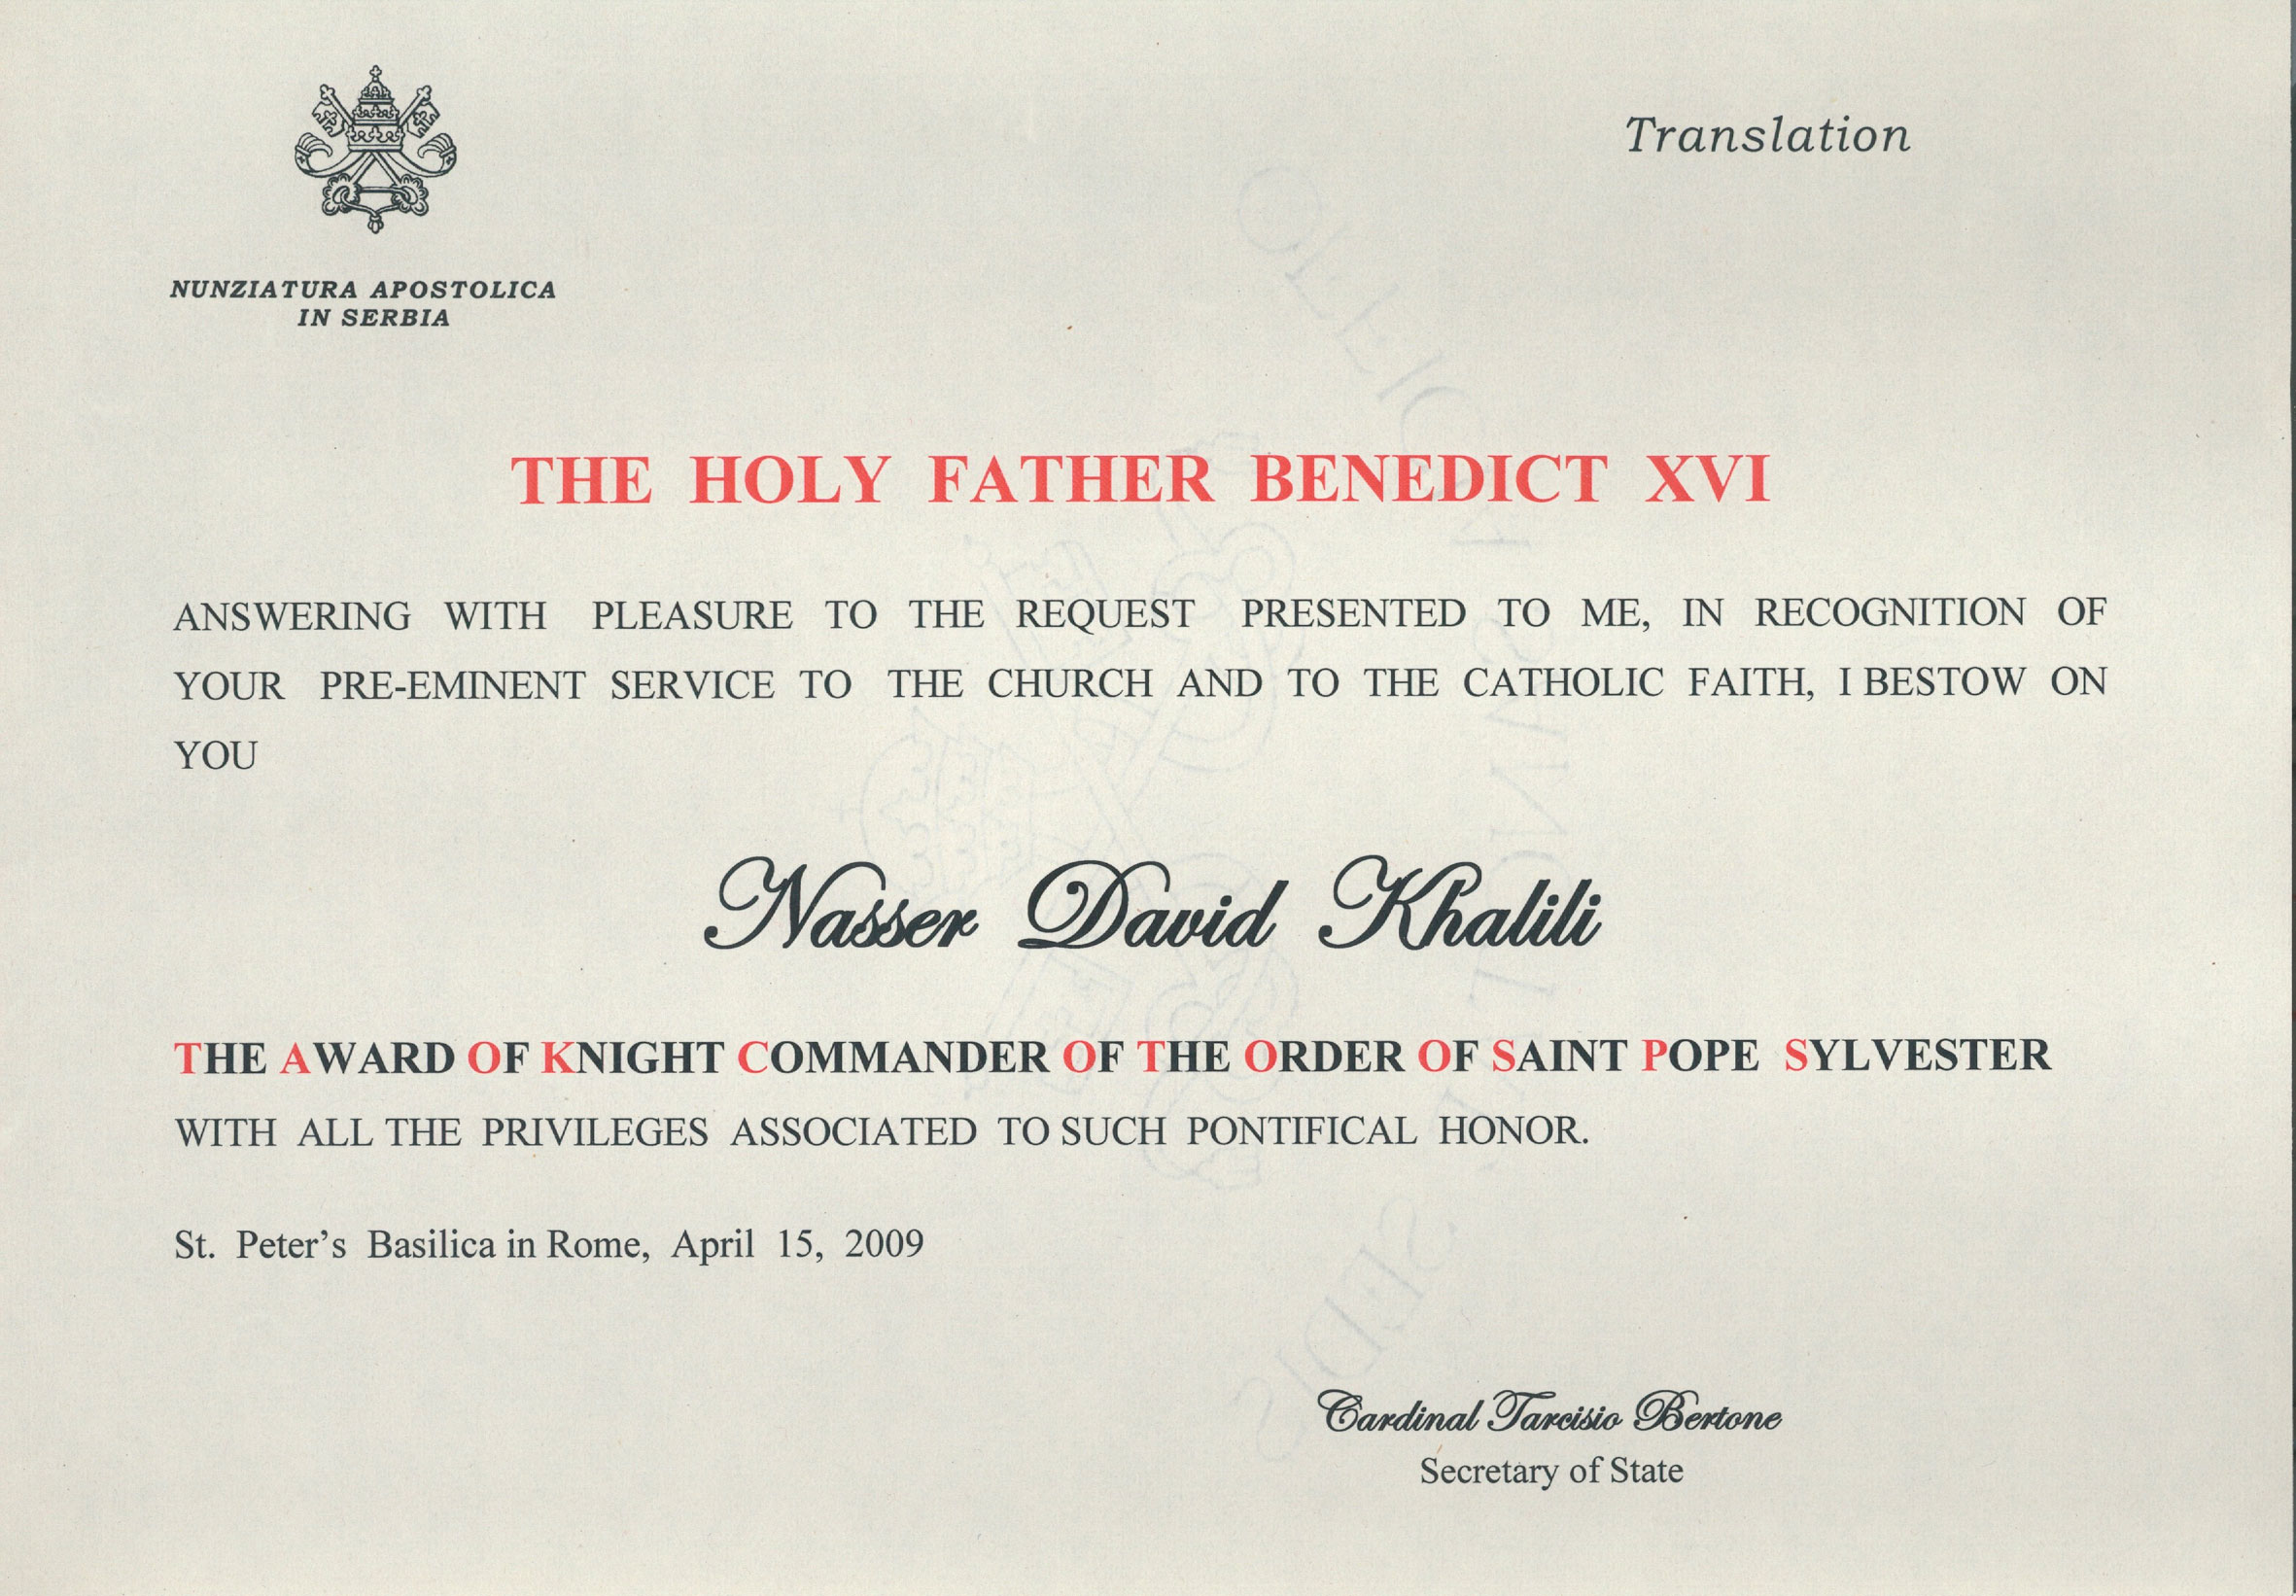 Translation
NUNZIATURA APOSTOLICA
IN SERBIA
THE HOLY FATHER BENEDICT XVI
ANSWERING WITH PLEASURE TO THE REQUEST PRESENTED TO ME, IN RECOGNITION OF
YOUR PRE-EMINENT SERVICE TO THE CHURCH AND TO THE CATHOLIC FAITH, I BESTOW ON
YOU
Nasser David Khalili
THE AWARD OF KNIGHT COMMANDER OF THE ORDER OF SAINT POPE SYLVESTER
WITH ALL THE PRIVILEGES ASSOCIATED TO SUCH PONTIFICAL HONOR.
St. Peter's Basilica in Rome, April 15, 2009
Cardinal Tarcisio Bertone
Secretary of State